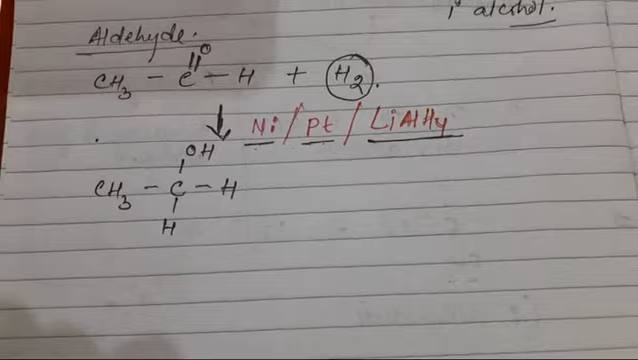 1° alcohol.
Aldehyde.
O
CH3 - C - H + H2.
Ni / Pt / LiAlH4
OH
CH3 - C - H
H